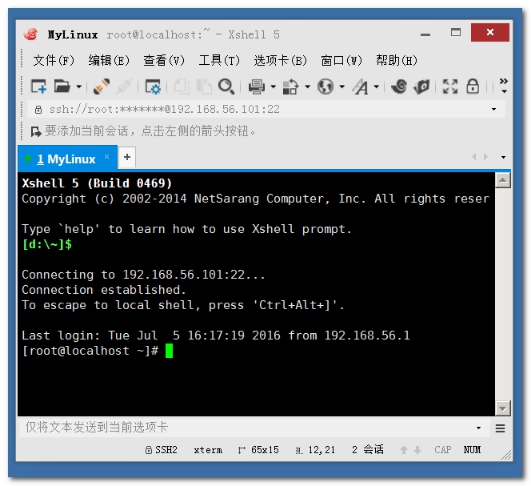 MyLinux root@localhost:~ - Xshell 5
文件(F) 编辑(E) 查看(V) 工具(T) 选项卡(B) 窗口(W) 帮助(H)
ssh://root:*******@192.168.56.101:22
要添加当前会话，点击左侧的箭头按钮。
1 MyLinux × +
Xshell 5 (Build 0469)
Copyright (c) 2002-2014 NetSarang Computer, Inc. All rights reser
Type `help' to learn how to use Xshell prompt.
[d:\~]$
Connecting to 192.168.56.101:22...
Connection established.
To escape to local shell, press 'Ctrl+Alt+]'.
Last login: Tue Jul  5 16:17:19 2016 from 192.168.56.1
[root@localhost ~]#
仅将文本发送到当前选项卡
SSH2 xterm 65x15 12,21 2 会话 CAP NUM